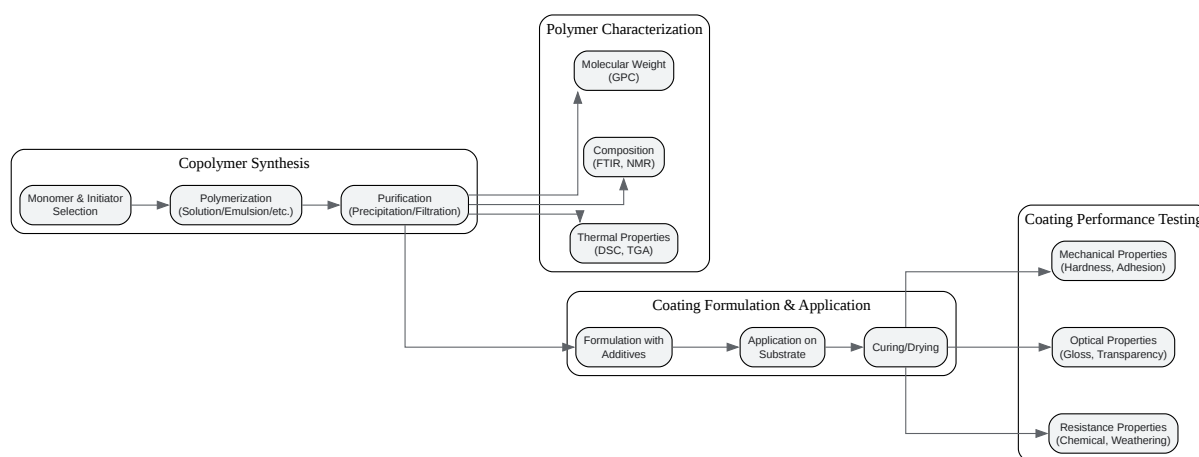 Polymer Characterization
Molecular Weight
(GPC)
Composition
(FTIR, NMR)
Thermal Properties
(DSC, TGA)
Copolymer Synthesis
Monomer & Initiator
Selection
Polymerization
(Solution/Emulsion/etc.)
Purification
(Precipitation/Filtration)
Coating Formulation & Application
Formulation with
Additives
Application on
Substrate
Curing/Drying
Coating Performance Testing
Mechanical Properties
(Hardness, Adhesion)
Optical Properties
(Gloss, Transparency)
Resistance Properties
(Chemical, Weathering)